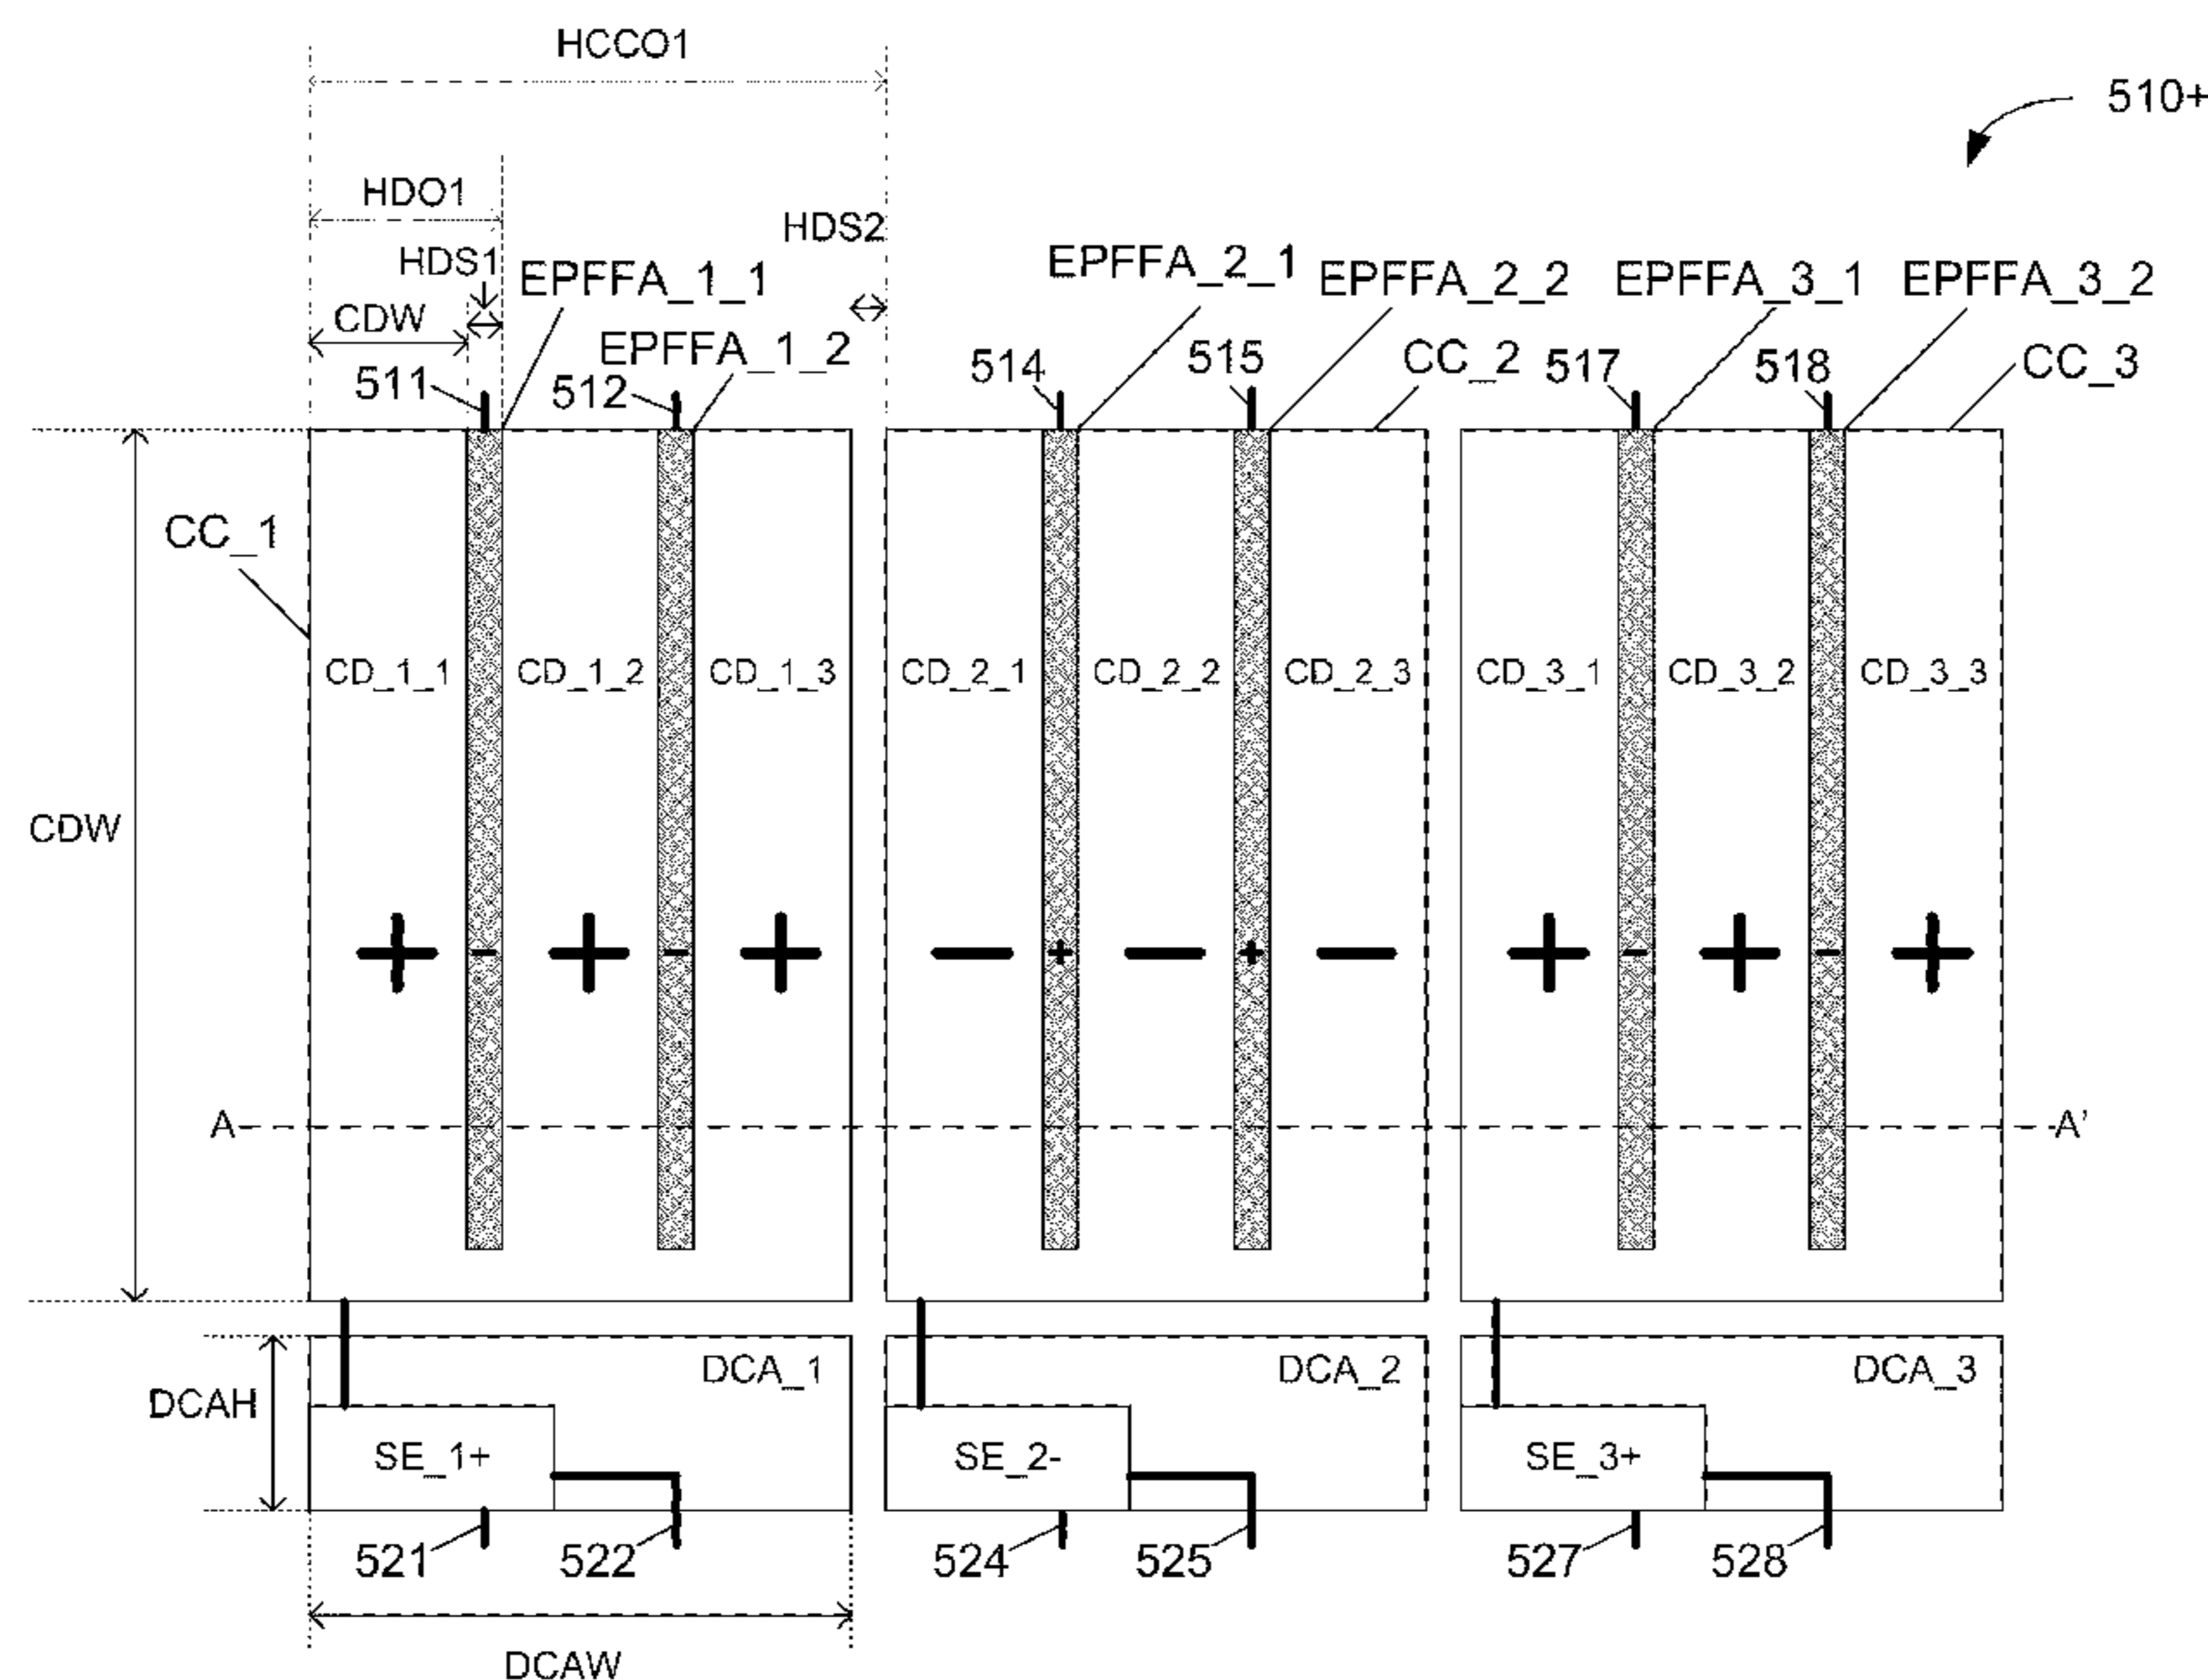 HCCO1
510+
HDO1
HDS2
HDS1
EPFFA_1_1
EPFFA_2_1
EPFFA_2_2
EPFFA_3_1
EPFFA_3_2
CDW
EPFFA_1_2
511
512
514
515
CC_2
517
518
CC_3
CC_1
CD_1_1
CD_1_2
CD_1_3
CD_2_1
CD_2_2
CD_2_3
CD_3_1
CD_3_2
CD_3_3
CDW
+ - + - + — + — + — + - + - +
A
A'
DCAH
DCA_1
DCA_2
DCA_3
SE_1+
SE_2-
SE_3+
521
522
524
525
527
528
DCAW